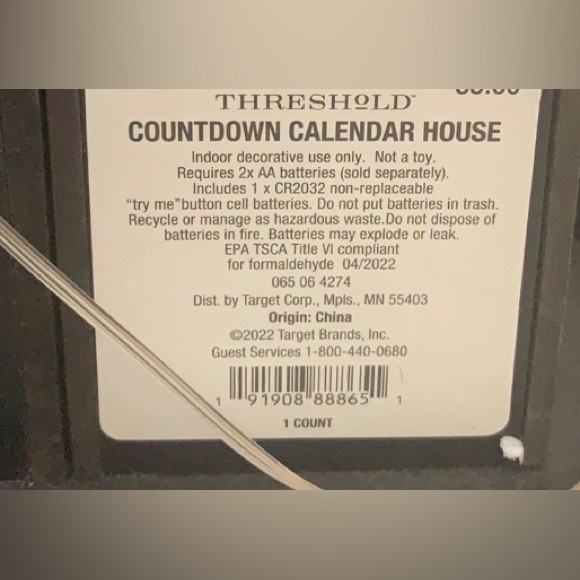 THRESHOLD™
COUNTDOWN CALENDAR HOUSE
Indoor decorative use only. Not a toy.
Requires 2x AA batteries (sold separately).
Includes 1 x CR2032 non-replaceable
“try me”button cell batteries. Do not put batteries in trash.
Recycle or manage as hazardous waste.Do not dispose of
batteries in fire. Batteries may explode or leak.
EPA TSCA Title VI compliant
for formaldehyde 04/2022
065 06 4274
Dist. by Target Corp., Mpls., MN 55403
Origin: China
©2022 Target Brands, Inc.
Guest Services 1-800-440-0680
1 91908 88865 1
1 COUNT